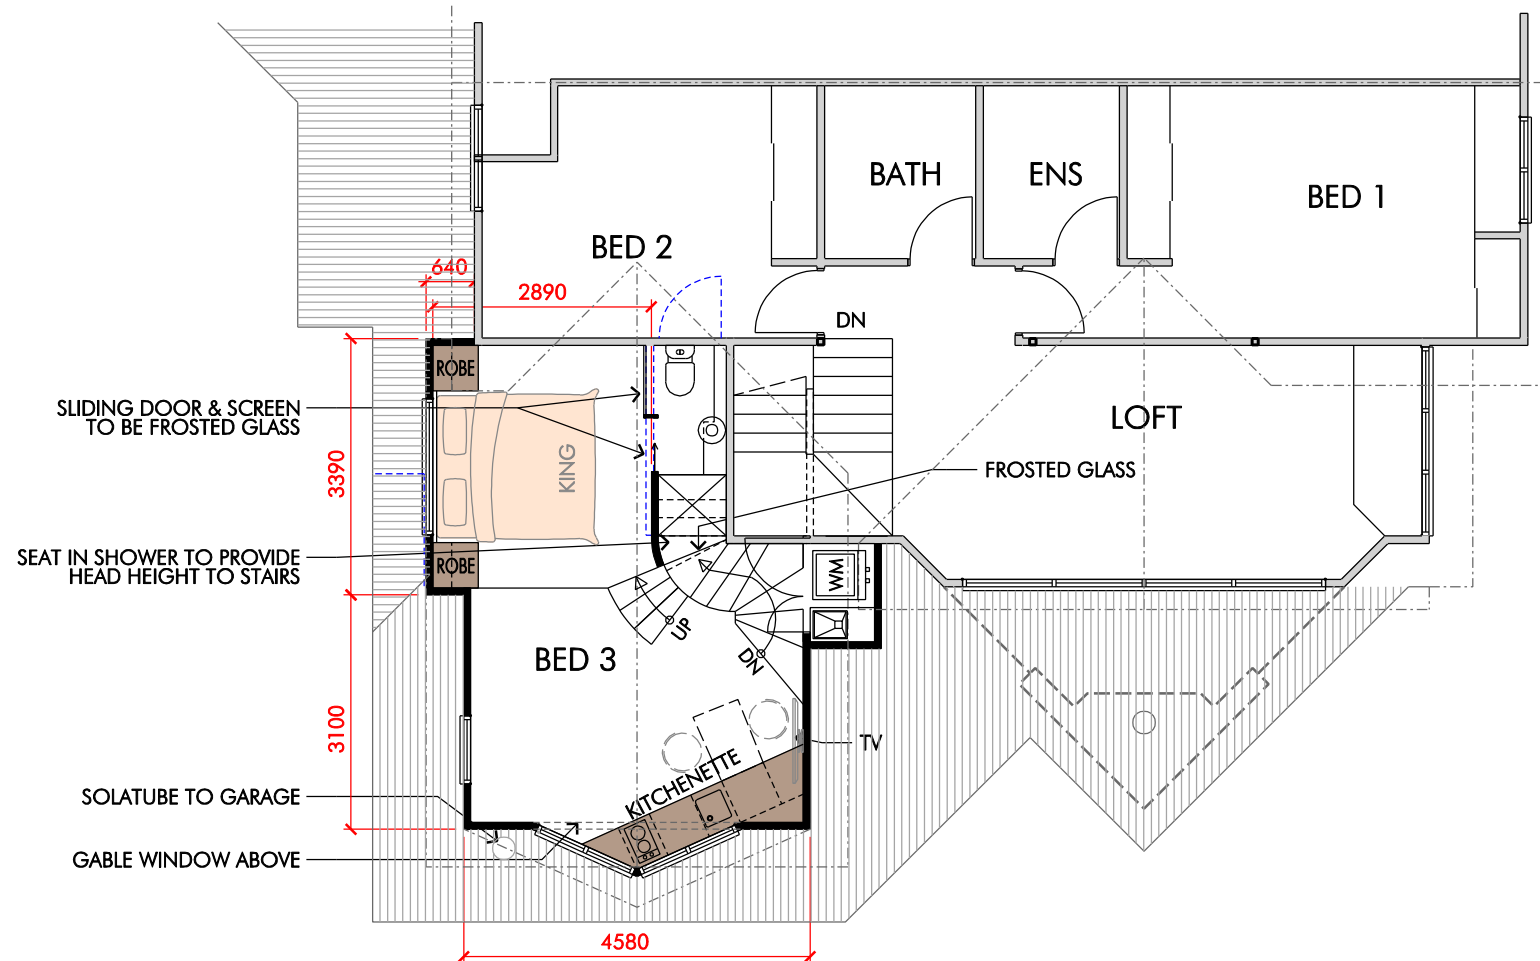 BATH
ENS
BED 1
BED 2
640
2890
DN
ROBE
SLIDING DOOR & SCREEN
TO BE FROSTED GLASS
LOFT
KING
3390
FROSTED GLASS
SEAT IN SHOWER TO PROVIDE
HEAD HEIGHT TO STAIRS
ROBE
WM
UP
BED 3
DN
3100
TV
KITCHENETTE
SOLATUBE TO GARAGE
GABLE WINDOW ABOVE
4580